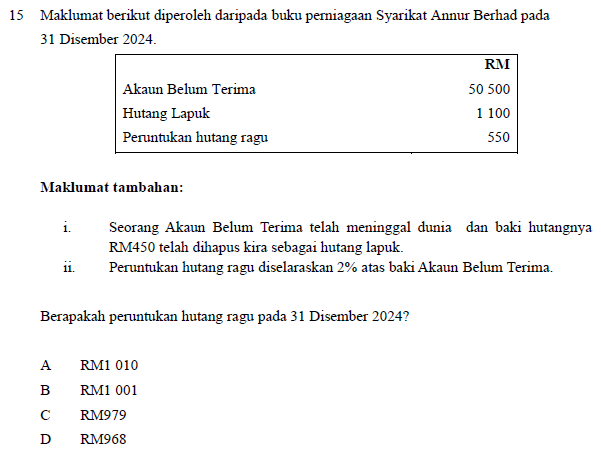 15 Maklumat berikut diperoleh daripada buku perniagaan Syarikat Annur Berhad pada
31 Disember 2024.
RM
Akaun Belum Terima 50 500
Hutang Lapuk 1 100
Peruntukan hutang ragu 550
Maklumat tambahan:
i. Seorang Akaun Belum Terima telah meninggal dunia dan baki hutangnya
RM450 telah dihapus kira sebagai hutang lapuk.
ii. Peruntukan hutang ragu diselaraskan 2% atas baki Akaun Belum Terima.
Berapakah peruntukan hutang ragu pada 31 Disember 2024?
A RM1 010
B RM1 001
C RM979
D RM968